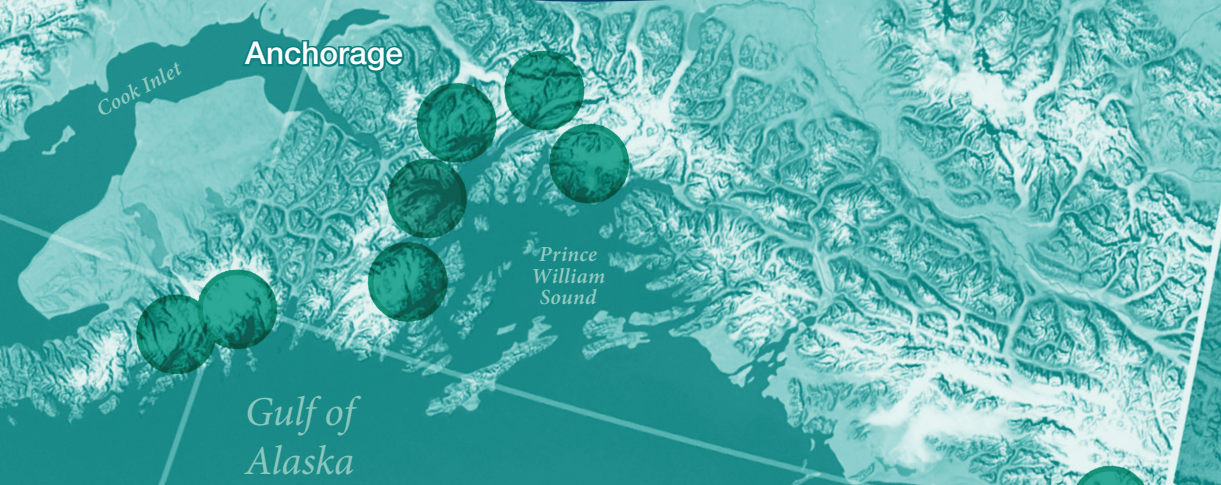 Anchorage
Cook Inlet
Prince
William
Sound
Gulf of
Alaska